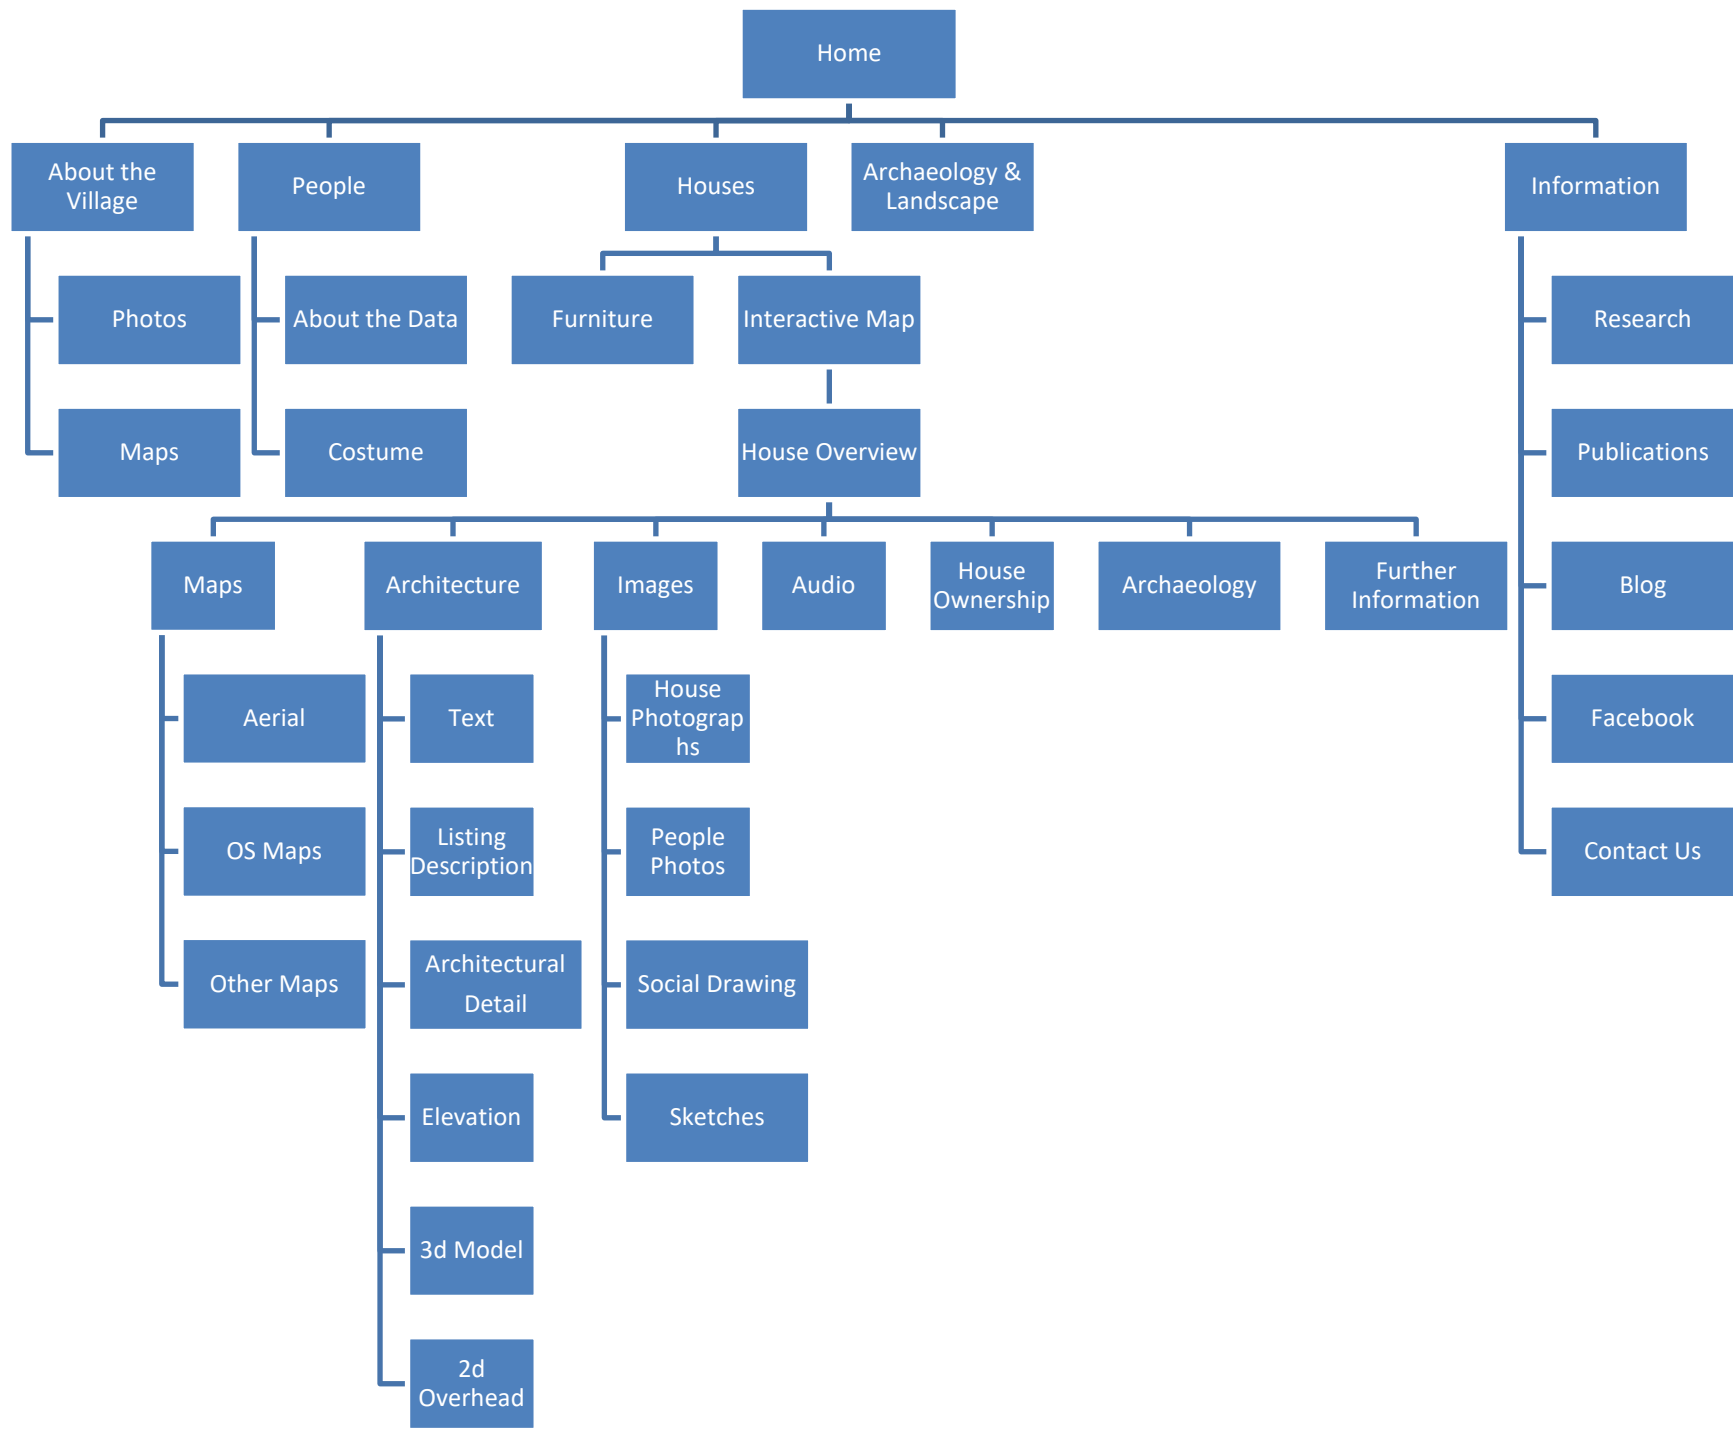 Home
About the
Village
People
Houses
Archaeology &
Landscape
Information
Photos
About the Data
Furniture
Interactive Map
Research
Maps
Costume
House Overview
Publications
Maps
Architecture
Images
Audio
House
Ownership
Archaeology
Further
Information
Blog
Aerial
Text
House
Photograp
hs
Facebook
OS Maps
Listing
Description
People
Photos
Contact Us
Other Maps
Architectural
Detail
Social Drawing
Elevation
Sketches
3d Model
2d
Overhead